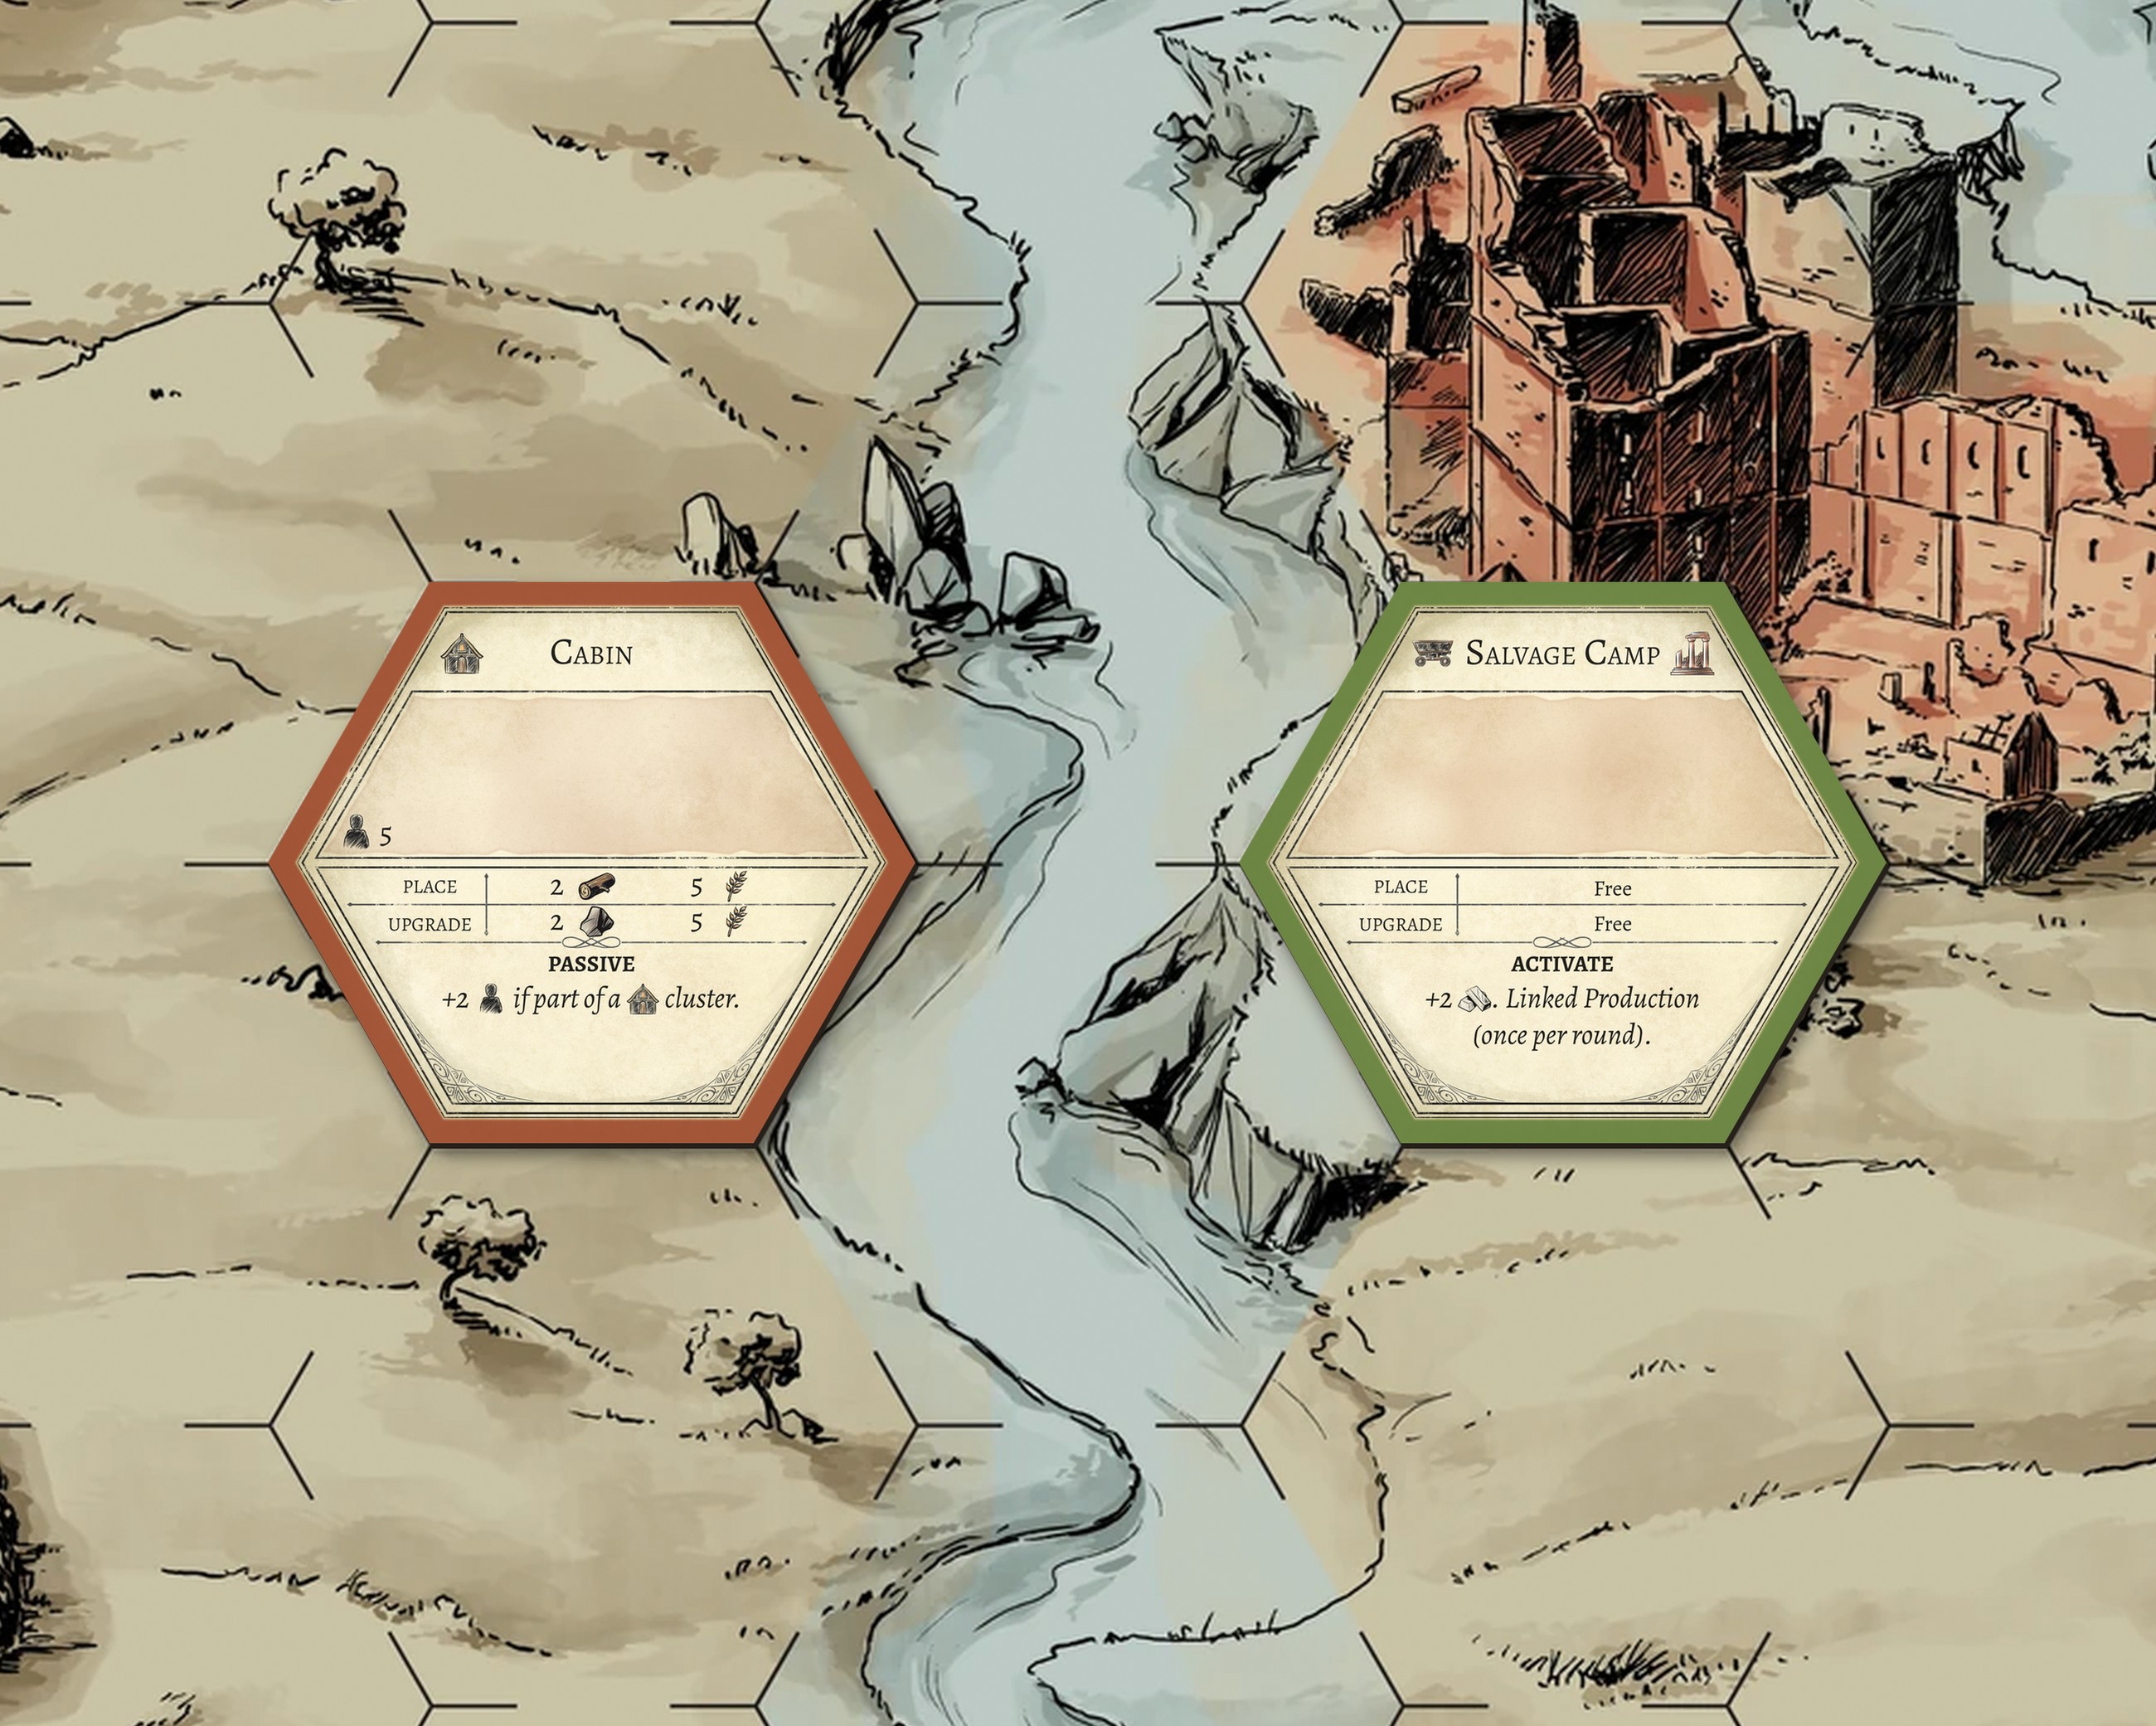 Cabin
5
PLACE 2 5
UPGRADE 2 5
PASSIVE
+2 if part of a cluster.
Salvage Camp
PLACE Free
UPGRADE Free
ACTIVATE
+2 . Linked Production
(once per round).